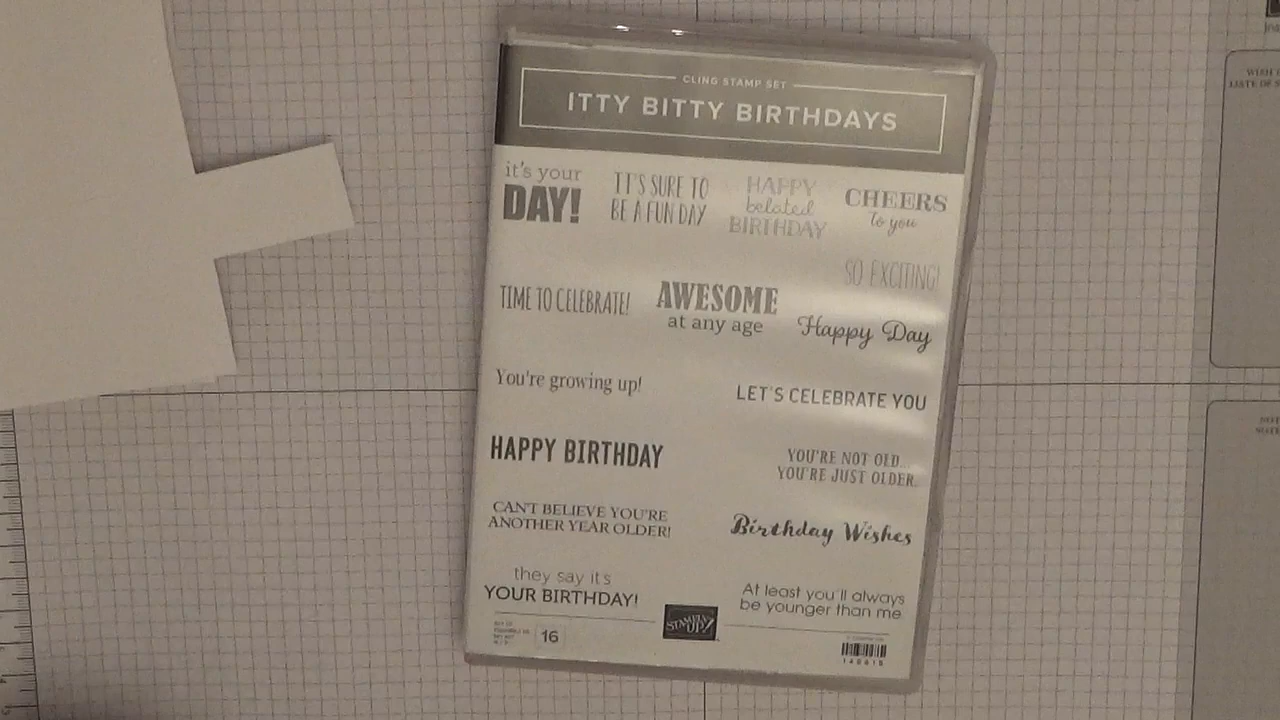 CLING STAMP SET
ITTY BITTY BIRTHDAYS
it's your
DAY!
IT'S SURE TO
BE A FUN DAY
HAPPY
belated
BIRTHDAY
CHEERS
to you
SO EXCITING!
TIME TO CELEBRATE!
AWESOME
at any age
Happy Day
You're growing up!
LET'S CELEBRATE YOU
HAPPY BIRTHDAY
YOU'RE NOT OLD...
YOU'RE JUST OLDER.
CAN'T BELIEVE YOU'RE
ANOTHER YEAR OLDER!
Birthday Wishes
they say it's
YOUR BIRTHDAY!
At least you'll always
be younger than me
16
STAMPIN' UP!